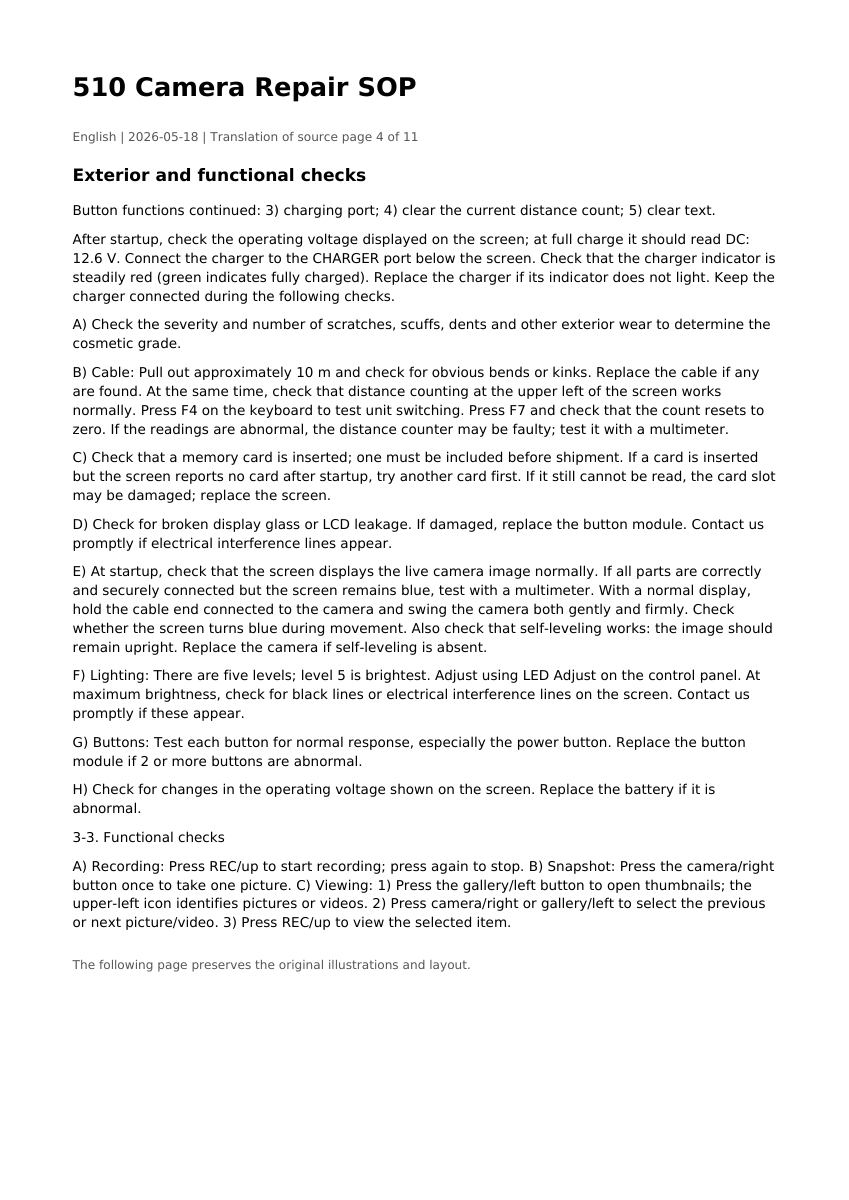 510 Camera Repair SOP
English | 2026-05-18 | Translation of source page 4 of 11
Exterior and functional checks
Button functions continued: 3) charging port; 4) clear the current distance count; 5) clear text.
After startup, check the operating voltage displayed on the screen; at full charge it should read DC:
12.6 V. Connect the charger to the CHARGER port below the screen. Check that the charger indicator is
steadily red (green indicates fully charged). Replace the charger if its indicator does not light. Keep the
charger connected during the following checks.
A) Check the severity and number of scratches, scuffs, dents and other exterior wear to determine the
cosmetic grade.
B) Cable: Pull out approximately 10 m and check for obvious bends or kinks. Replace the cable if any
are found. At the same time, check that distance counting at the upper left of the screen works
normally. Press F4 on the keyboard to test unit switching. Press F7 and check that the count resets to
zero. If the readings are abnormal, the distance counter may be faulty; test it with a multimeter.
C) Check that a memory card is inserted; one must be included before shipment. If a card is inserted
but the screen reports no card after startup, try another card first. If it still cannot be read, the card slot
may be damaged; replace the screen.
D) Check for broken display glass or LCD leakage. If damaged, replace the button module. Contact us
promptly if electrical interference lines appear.
E) At startup, check that the screen displays the live camera image normally. If all parts are correctly
and securely connected but the screen remains blue, test with a multimeter. With a normal display,
hold the cable end connected to the camera and swing the camera both gently and firmly. Check
whether the screen turns blue during movement. Also check that self-leveling works: the image should
remain upright. Replace the camera if self-leveling is absent.
F) Lighting: There are five levels; level 5 is brightest. Adjust using LED Adjust on the control panel. At
maximum brightness, check for black lines or electrical interference lines on the screen. Contact us
promptly if these appear.
G) Buttons: Test each button for normal response, especially the power button. Replace the button
module if 2 or more buttons are abnormal.
H) Check for changes in the operating voltage shown on the screen. Replace the battery if it is
abnormal.
3-3. Functional checks
A) Recording: Press REC/up to start recording; press again to stop. B) Snapshot: Press the camera/right
button once to take one picture. C) Viewing: 1) Press the gallery/left button to open thumbnails; the
upper-left icon identifies pictures or videos. 2) Press camera/right or gallery/left to select the previous
or next picture/video. 3) Press REC/up to view the selected item.
The following page preserves the original illustrations and layout.